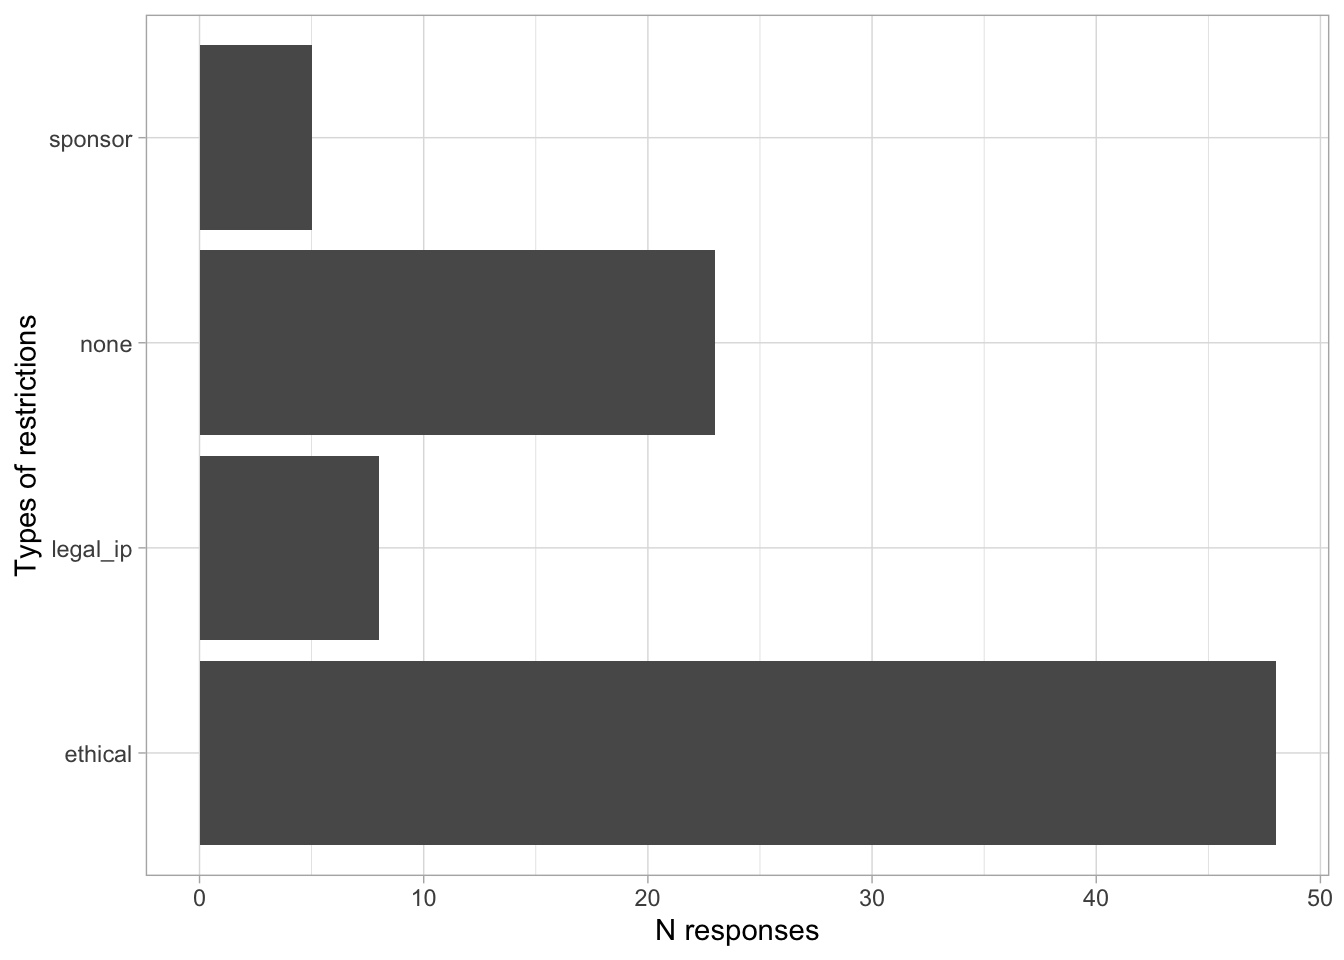 Types of restrictions
sponsor
none
legal_ip
ethical
0 10 20 30 40 50
N responses